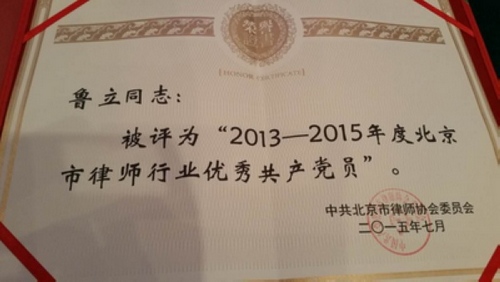 HONOR CERTIFICATE
鲁立同志：
被评为“2013—2015年度北京
市律师行业优秀共产党员”。
中共北京市律师协会委员会
二〇一五年七月